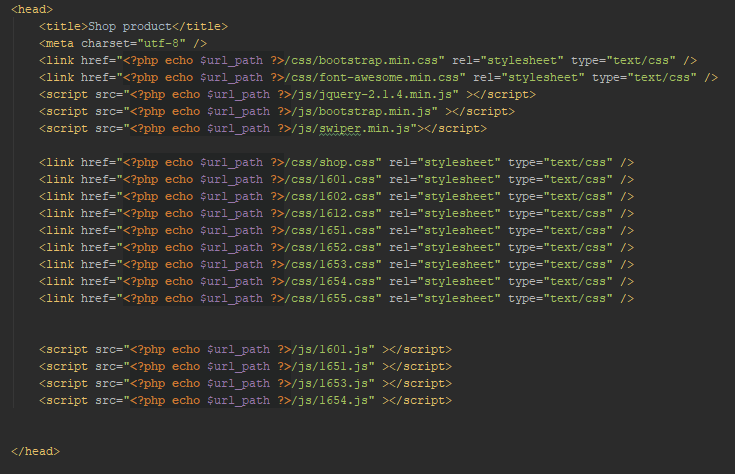 <head>
<title>Shop product</title>
<meta charset="utf-8" />
<link href="<?php echo $url_path ?>/css/bootstrap.min.css" rel="stylesheet" type="text/css" />
<link href="<?php echo $url_path ?>/css/font-awesome.min.css" rel="stylesheet" type="text/css" />
<script src="<?php echo $url_path ?>/js/jquery-2.1.4.min.js" ></script>
<script src="<?php echo $url_path ?>/js/bootstrap.min.js" ></script>
<script src="<?php echo $url_path ?>/js/swiper.min.js"></script>
<link href="<?php echo $url_path ?>/css/shop.css" rel="stylesheet" type="text/css" />
<link href="<?php echo $url_path ?>/css/1601.css" rel="stylesheet" type="text/css" />
<link href="<?php echo $url_path ?>/css/1602.css" rel="stylesheet" type="text/css" />
<link href="<?php echo $url_path ?>/css/1612.css" rel="stylesheet" type="text/css" />
<link href="<?php echo $url_path ?>/css/1651.css" rel="stylesheet" type="text/css" />
<link href="<?php echo $url_path ?>/css/1652.css" rel="stylesheet" type="text/css" />
<link href="<?php echo $url_path ?>/css/1653.css" rel="stylesheet" type="text/css" />
<link href="<?php echo $url_path ?>/css/1654.css" rel="stylesheet" type="text/css" />
<link href="<?php echo $url_path ?>/css/1655.css" rel="stylesheet" type="text/css" />
<script src="<?php echo $url_path ?>/js/1601.js" ></script>
<script src="<?php echo $url_path ?>/js/1651.js" ></script>
<script src="<?php echo $url_path ?>/js/1653.js" ></script>
<script src="<?php echo $url_path ?>/js/1654.js" ></script>
</head>